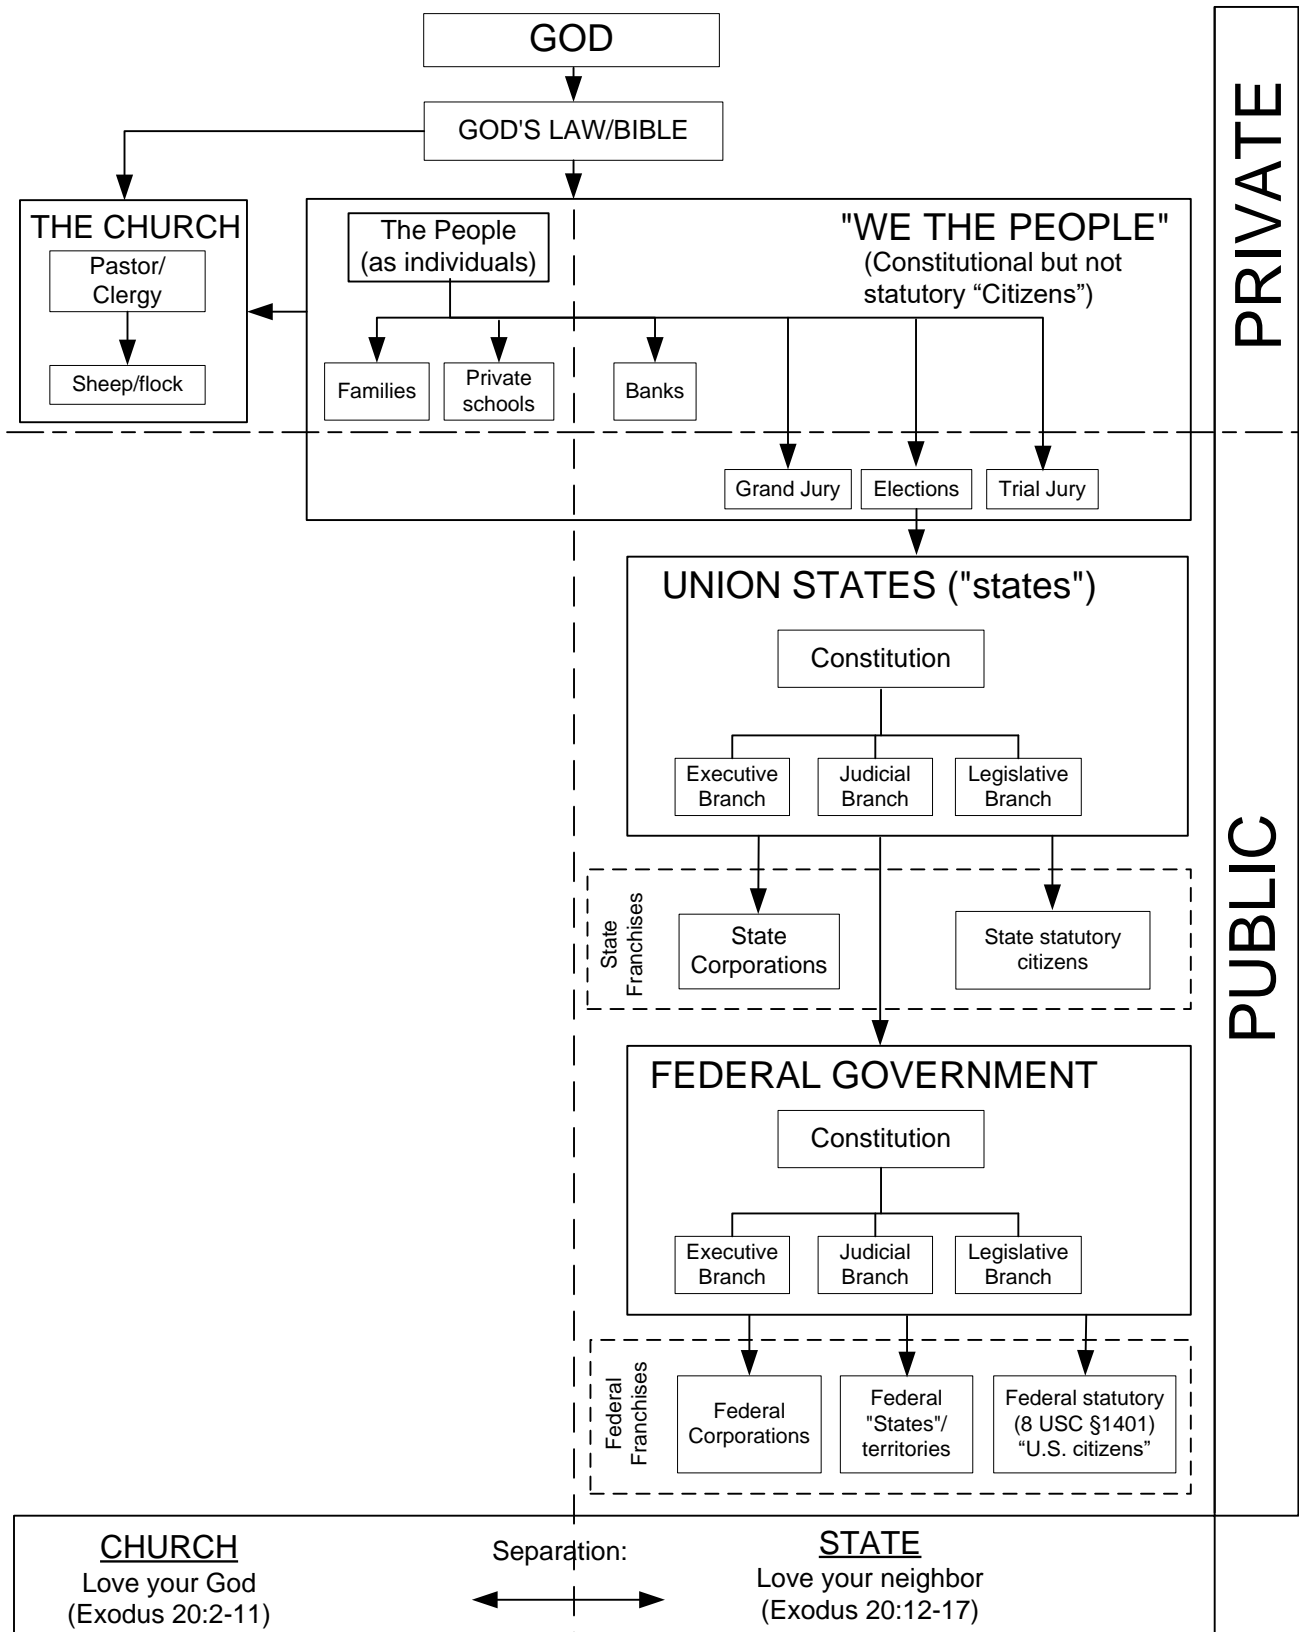 GOD
GOD'S LAW/BIBLE
PRIVATE
THE CHURCH
Pastor/
Clergy
Sheep/flock
The People
(as individuals)
"WE THE PEOPLE"
(Constitutional but not
statutory “Citizens”)
Families
Private
schools
Banks
Grand Jury
Elections
Trial Jury
PUBLIC
UNION STATES ("states")
Constitution
Executive
Branch
Judicial
Branch
Legislative
Branch
State
Franchises
State
Corporations
State statutory
citizens
FEDERAL GOVERNMENT
Constitution
Executive
Branch
Judicial
Branch
Legislative
Branch
Federal
Franchises
Federal
Corporations
Federal
"States"/
territories
Federal statutory
(8 USC §1401)
“U.S. citizens”
CHURCH
Love your God
(Exodus 20:2-11)
Separation:
STATE
Love your neighbor
(Exodus 20:12-17)